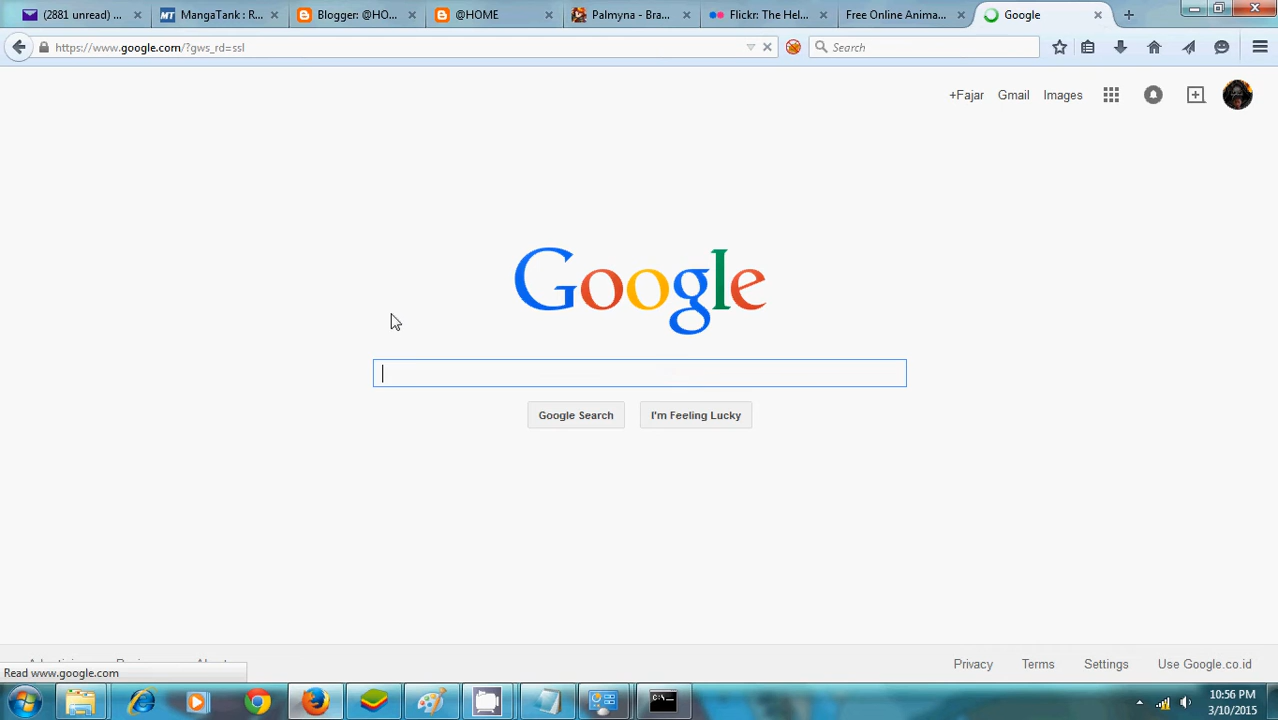 (2881 unread) ...
MT MangaTank : R...
Blogger: @HO...
@HOME
Palmyna - Bra...
Flickr: The Hel...
Free Online Anima...
Google
https://www.google.com/?gws_rd=ssl
Search
+Fajar
Gmail
Images
Google
Google Search
I'm Feeling Lucky
Privacy
Terms
Settings
Use Google.co.id
Read www.google.com
C:\
10:56 PM
3/10/2015